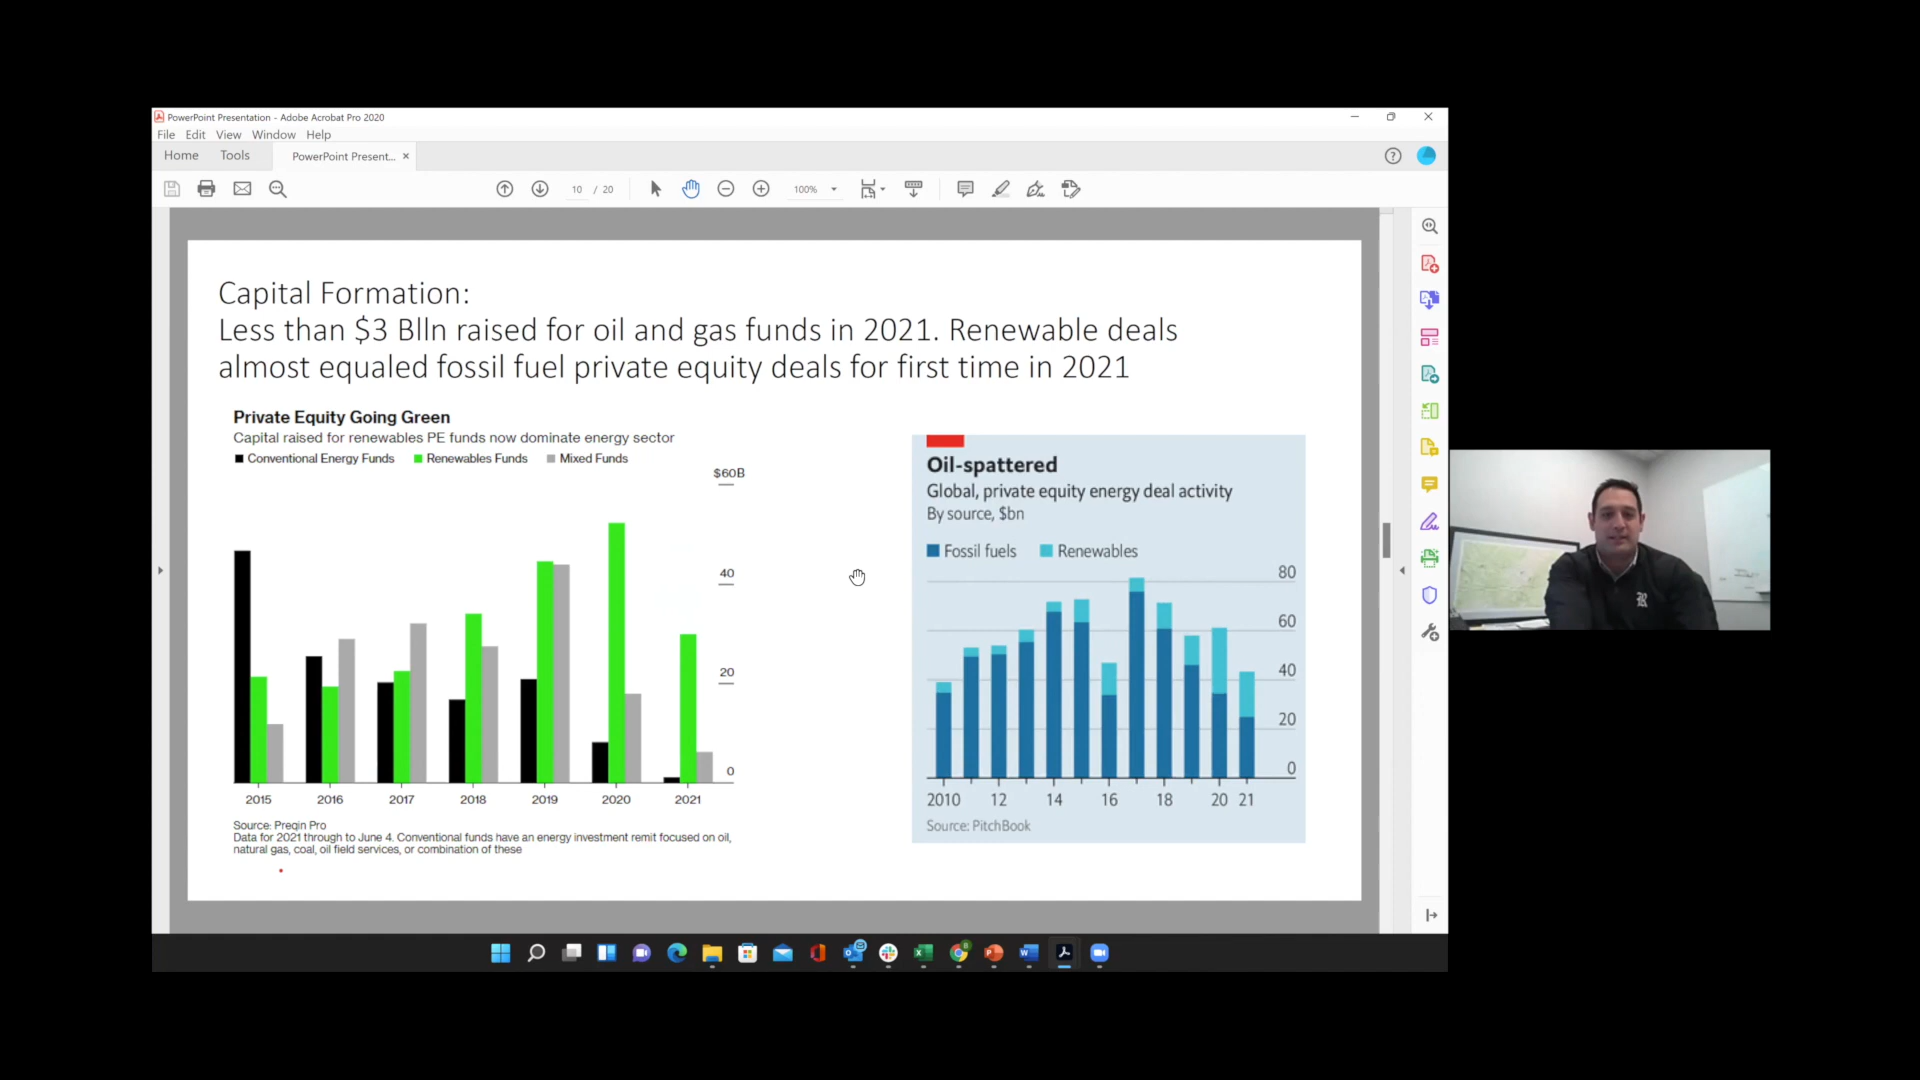 PowerPoint Presentation - Adobe Acrobat Pro 2020
File Edit View Window Help
Home Tools PowerPoint Present...
10 / 20 100%
Capital Formation:
Less than $3 Blln raised for oil and gas funds in 2021. Renewable deals
almost equaled fossil fuel private equity deals for first time in 2021
Private Equity Going Green
Capital raised for renewables PE funds now dominate energy sector
Conventional Energy Funds Renewables Funds Mixed Funds
$60B
40
20
0
2015 2016 2017 2018 2019 2020 2021
Source: Preqin Pro
Data for 2021 through to June 4. Conventional funds have an energy investment remit focused on oil,
natural gas, coal, oil field services, or combination of these
Oil-spattered
Global, private equity energy deal activity
By source, $bn
Fossil fuels Renewables
80
60
40
20
0
2010 12 14 16 18 20 21
Source: PitchBook
R